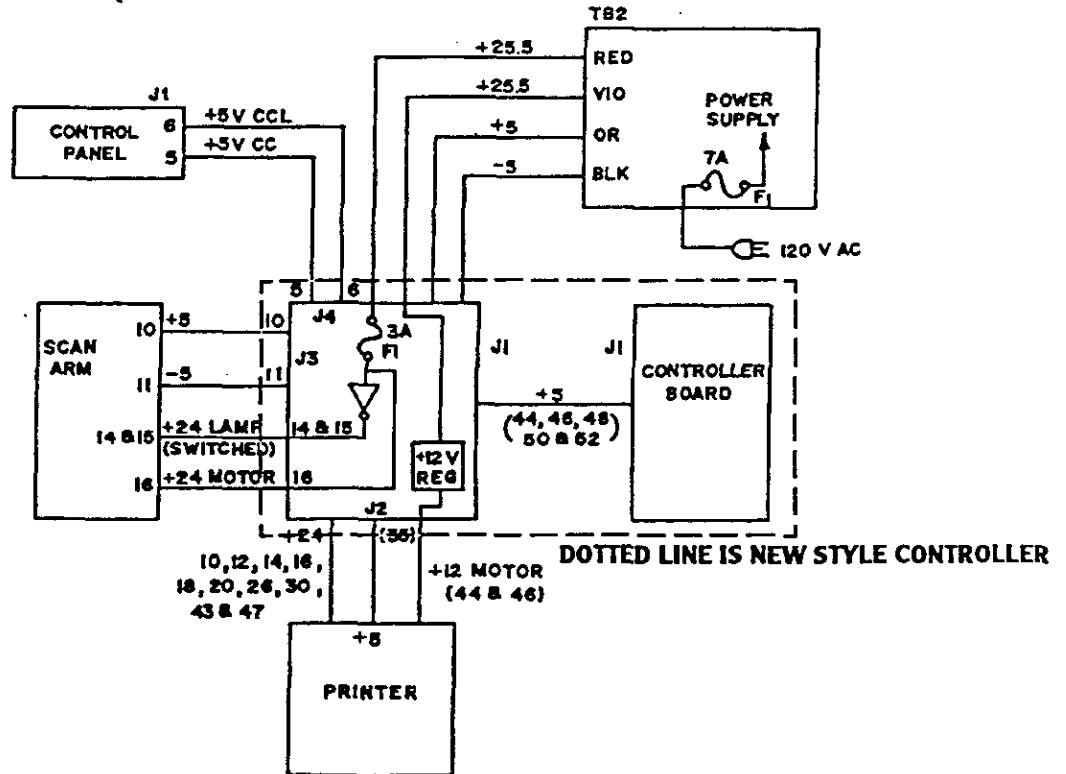 TB2
+25.5
RED
+25.5
VIO
+5
OR
-5
BLK
POWER
SUPPLY
7A
F1
120 V AC
J1
CONTROL
PANEL
6
+5V CCL
5
+5V CC
5
6
J4
3A
F1
J3
SCAN
ARM
10
+5
10
11
-5
11
14 &15
+24 LAMP
(SWITCHED)
14 & 15
16
+24 MOTOR
16
+12 V
REG
J2
J1
+5
(44, 46, 48
50 & 52)
J1
CONTROLLER
BOARD
DOTTED LINE IS NEW STYLE CONTROLLER
+24
10, 12, 14, 16,
18, 20, 26, 30,
43 & 47
+12 MOTOR
(44 & 46)
+5
PRINTER